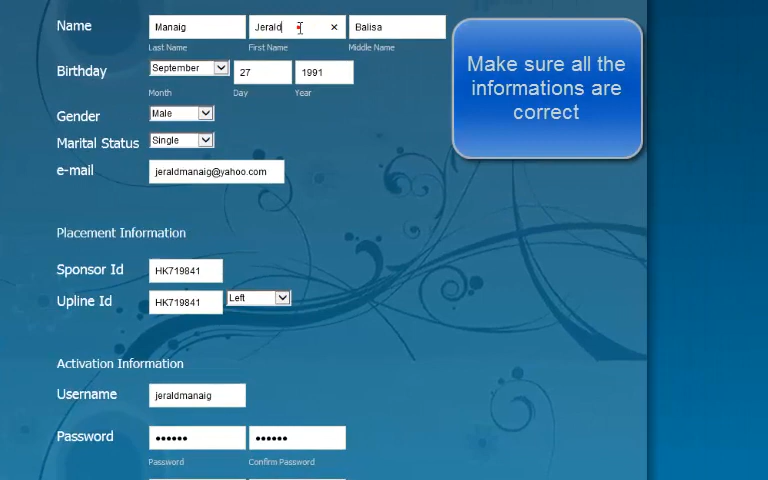 Name Manaig Jerald Balisa
Last Name First Name Middle Name
Make sure all the
informations are
correct
Birthday September 27 1991
Month Day Year
Gender Male
Marital Status Single
e-mail jeraldmanaig@yahoo.com
Placement Information
Sponsor Id HK719841
Upline Id HK719841 Left
Activation Information
Username jeraldmanaig
Password ●●●●●● ●●●●●●
Password Confirm Password